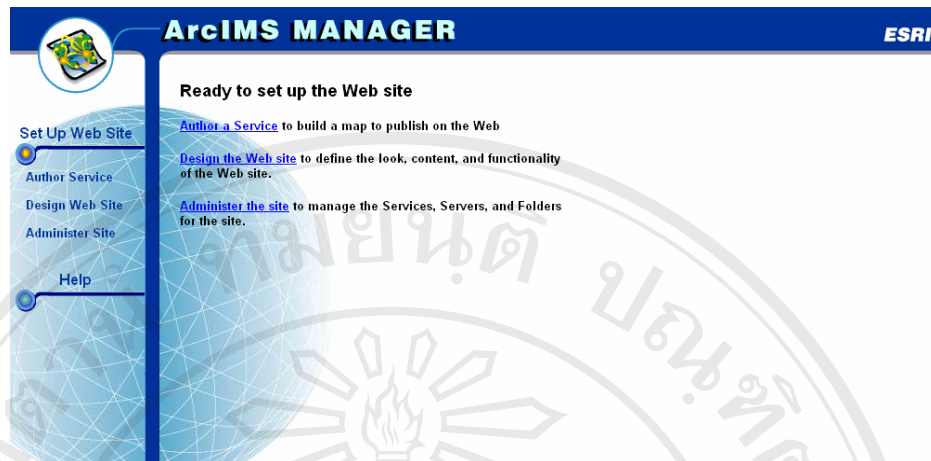 ArcIMS MANAGER
ESRI
Set Up Web Site
Author Service
Design Web Site
Administer Site
Help
Ready to set up the Web site
Author a Service to build a map to publish on the Web
Design the Web site to define the look, content, and functionality
of the Web site.
Administer the site to manage the Services, Servers, and Folders
for the site.